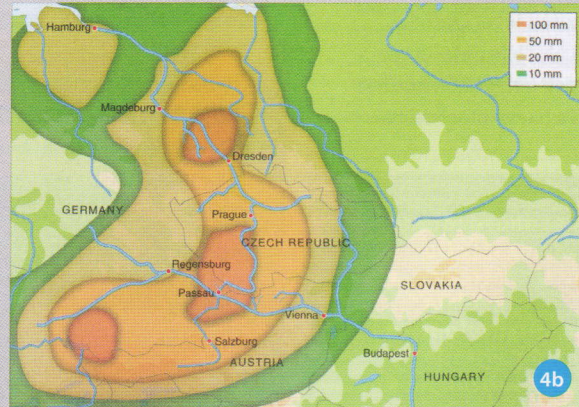 Hamburg
100 mm
50 mm
20 mm
10 mm
Magdeburg
Dresden
GERMANY
Prague
CZECH REPUBLIC
Regensburg
Passau
SLOVAKIA
Vienna
Salzburg
AUSTRIA
Budapest
HUNGARY
4b